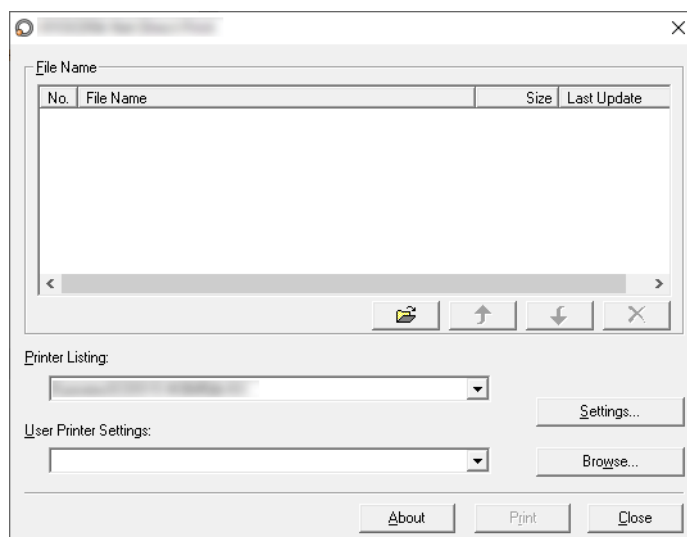 File Name
No. File Name Size Last Update
Printer Listing:
Settings...
User Printer Settings:
Browse...
About Print Close